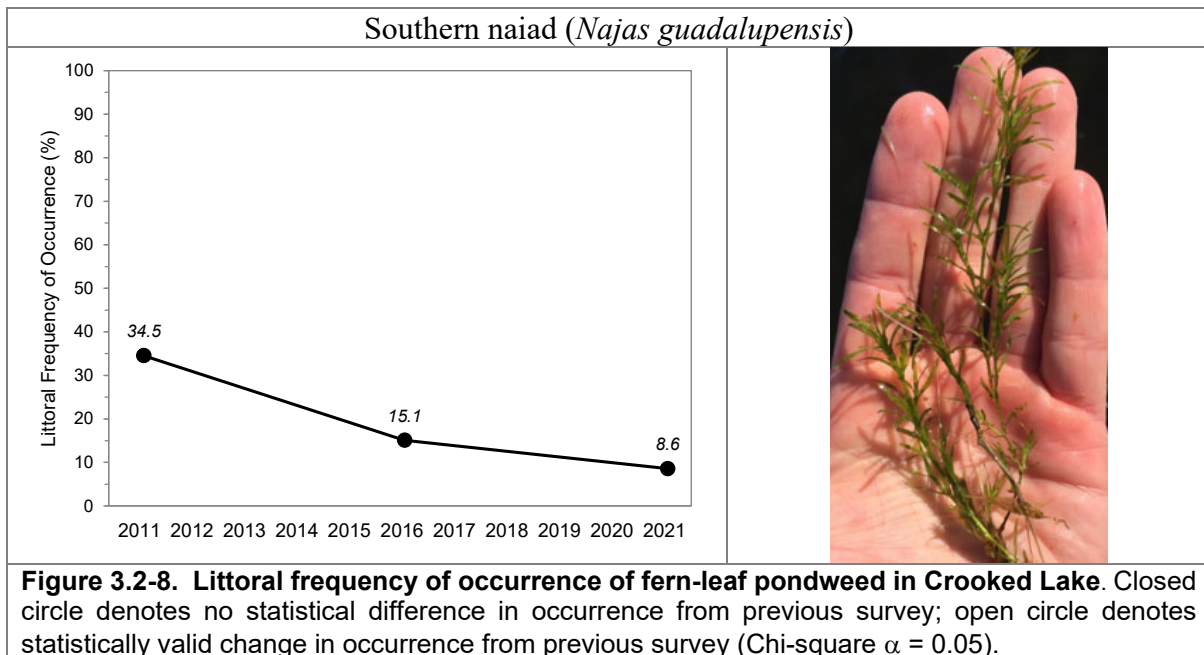 Southern naiad (Najas guadalupensis)
Littoral Frequency of Occurrence (%)
100
90
80
70
60
50
40
30
20
10
0
34.5
15.1
8.6
2011 2012 2013 2014 2015 2016 2017 2018 2019 2020 2021
Figure 3.2-8. Littoral frequency of occurrence of fern-leaf pondweed in Crooked Lake. Closed
circle denotes no statistical difference in occurrence from previous survey; open circle denotes
statistically valid change in occurrence from previous survey (Chi-square α = 0.05).